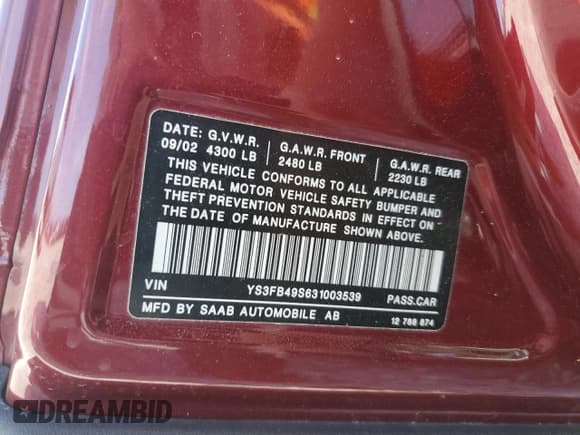 DATE: G.V.W.R. G.A.W.R. FRONT G.A.W.R. REAR
09/02 4300 LB 2480 LB 2230 LB
THIS VEHICLE CONFORMS TO ALL APPLICABLE
FEDERAL MOTOR VEHICLE SAFETY BUMPER AND
THEFT PREVENTION STANDARDS IN EFFECT ON
THE DATE OF MANUFACTURE SHOWN ABOVE.
VIN YS3FB49S631003539 PASS.CAR
MFD BY SAAB AUTOMOBILE AB 12 788 874
DREAMBID